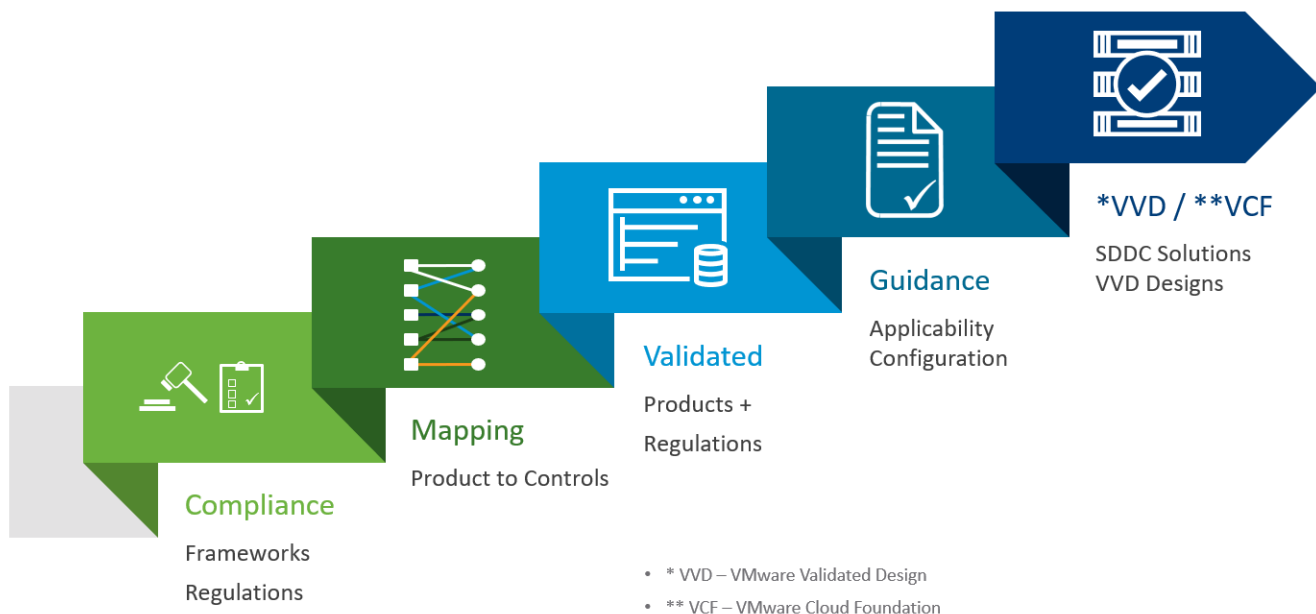 *VVD / **VCF
SDDC Solutions
VVD Designs
Guidance
Applicability
Configuration
Validated
Products +
Regulations
Mapping
Product to Controls
Compliance
Frameworks
Regulations
• * VVD – VMware Validated Design
• ** VCF – VMware Cloud Foundation